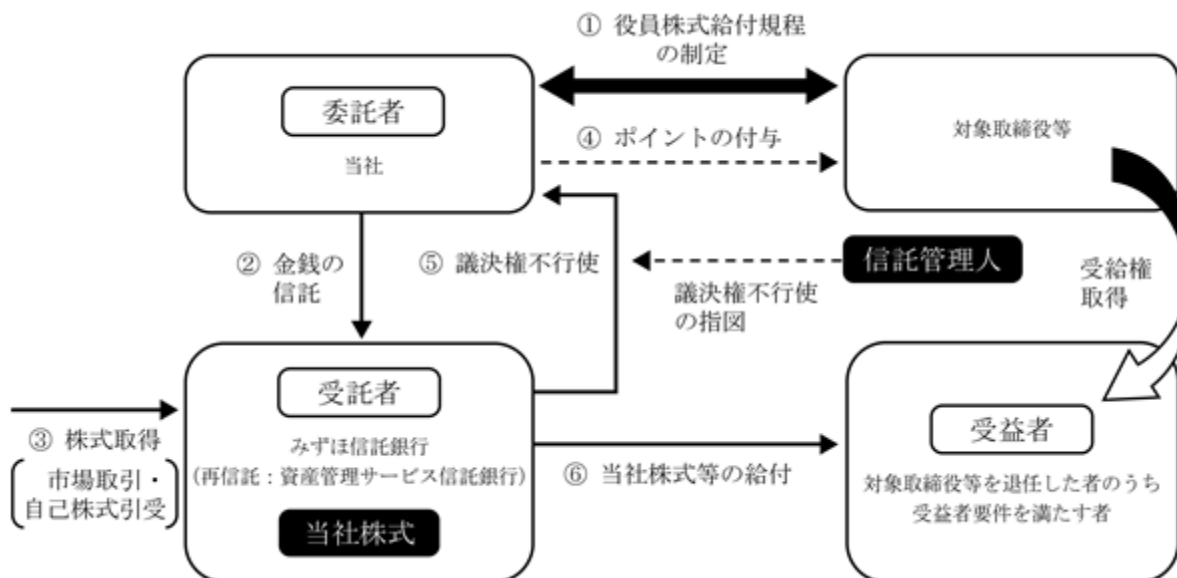 ① 役員株式給付規程
の制定
委託者
当社
④ ポイントの付与
対象取締役等
② 金銭の
信託
⑤ 議決権不行使
信託管理人
議決権不行使
の指図
受給権
取得
受託者
みずほ信託銀行
(再信託：資産管理サービス信託銀行)
当社株式
③ 株式取得
市場取引・
自己株式引受
⑥ 当社株式等の給付
受益者
対象取締役等を退任した者のうち
受益者要件を満たす者